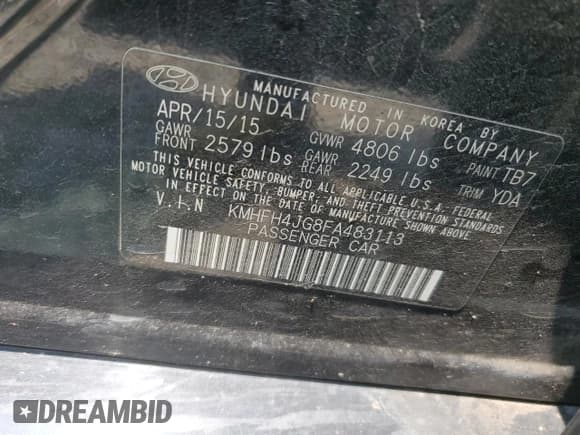 MANUFACTURED IN KOREA BY
HYUNDAI MOTOR COMPANY
APR/15/15 GVWR 4806 lbs PAINT TB7
GAWR FRONT 2579 lbs GAWR REAR 2249 lbs TRIM YDA
THIS VEHICLE CONFORMS TO ALL APPLICABLE U.S.A. FEDERAL
MOTOR VEHICLE SAFETY, BUMPER, AND THEFT PREVENTION STANDARDS
IN EFFECT ON THE DATE OF MANUFACTURE SHOWN ABOVE
V.I.N KMHFH4JG8FA483113
PASSENGER CAR
DREAMBID